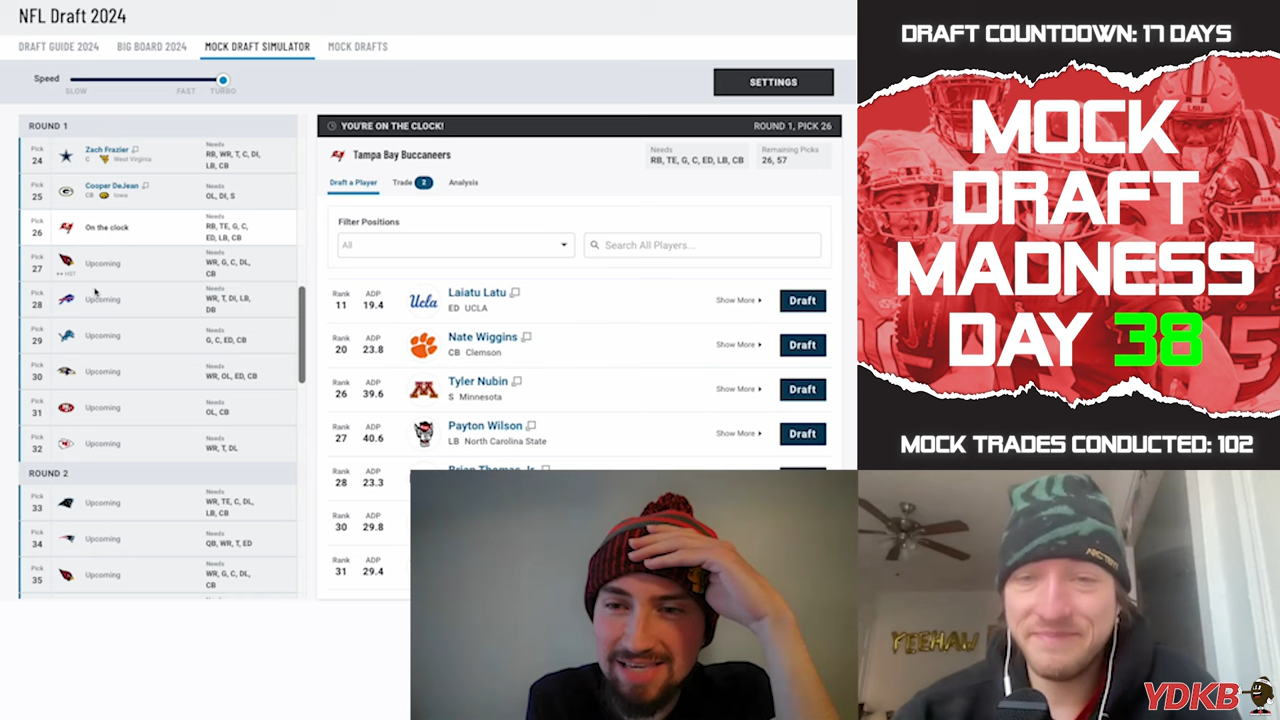 NFL Draft 2024
DRAFT GUIDE 2024 BIG BOARD 2024 MOCK DRAFT SIMULATOR MOCK DRAFTS
Speed
SLOW FAST TURBO
SETTINGS
ROUND 1
Pick 24 Zach Frazier C West Virginia Needs RB, WR, T, C, DI, LB, CB
Pick 25 Cooper DeJean CB Iowa Needs OL, DI, S
Pick 26 On the clock Needs RB, TE, G, C, ED, LB, CB
Pick 27 HST Upcoming Needs WR, G, C, DL, CB
Pick 28 Upcoming Needs WR, T, DI, LB, DB
Pick 29 Upcoming Needs G, C, ED, CB
Pick 30 Upcoming Needs WR, OL, ED, CB
Pick 31 Upcoming Needs OL, CB
Pick 32 Upcoming Needs WR, T, DL
ROUND 2
Pick 33 Upcoming Needs WR, TE, C, DL, LB, CB
Pick 34 Upcoming Needs QB, WR, T, ED
Pick 35 Upcoming Needs WR, G, C, DL, CB
YOU'RE ON THE CLOCK! ROUND 1, PICK 26
Tampa Bay Buccaneers
Needs RB, TE, G, C, ED, LB, CB
Remaining Picks 26, 57
Draft a Player Trade 2 Analysis
Filter Positions
All
Search All Players...
Rank 11 ADP 19.4 Ucla Laiatu Latu ED UCLA Show More Draft
Rank 20 ADP 23.8 Nate Wiggins CB Clemson Show More Draft
Rank 26 ADP 39.6 Tyler Nubin S Minnesota Show More Draft
Rank 27 ADP 40.6 Payton Wilson LB North Carolina State Show More Draft
Rank 28 ADP 23.3 Brian Thomas Jr.
Rank 30 ADP 29.8
Rank 31 ADP 29.4
DRAFT COUNTDOWN: 17 DAYS
MOCK
DRAFT
MADNESS
DAY 38
MOCK TRADES CONDUCTED: 102
YEEHAW
YDKB